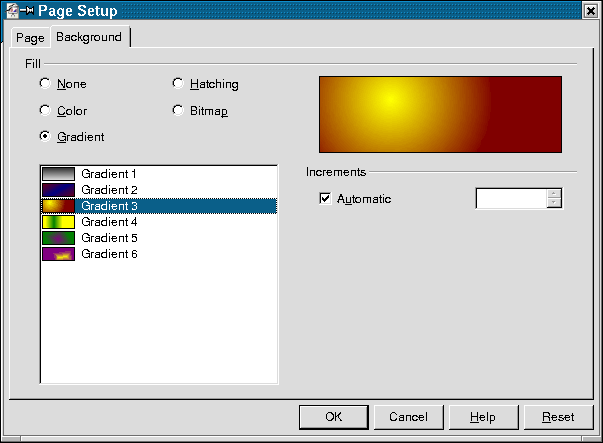 Page Setup
Page
Background
Fill
None
Hatching
Color
Bitmap
Gradient
Gradient 1
Gradient 2
Gradient 3
Gradient 4
Gradient 5
Gradient 6
Increments
Automatic
OK
Cancel
Help
Reset